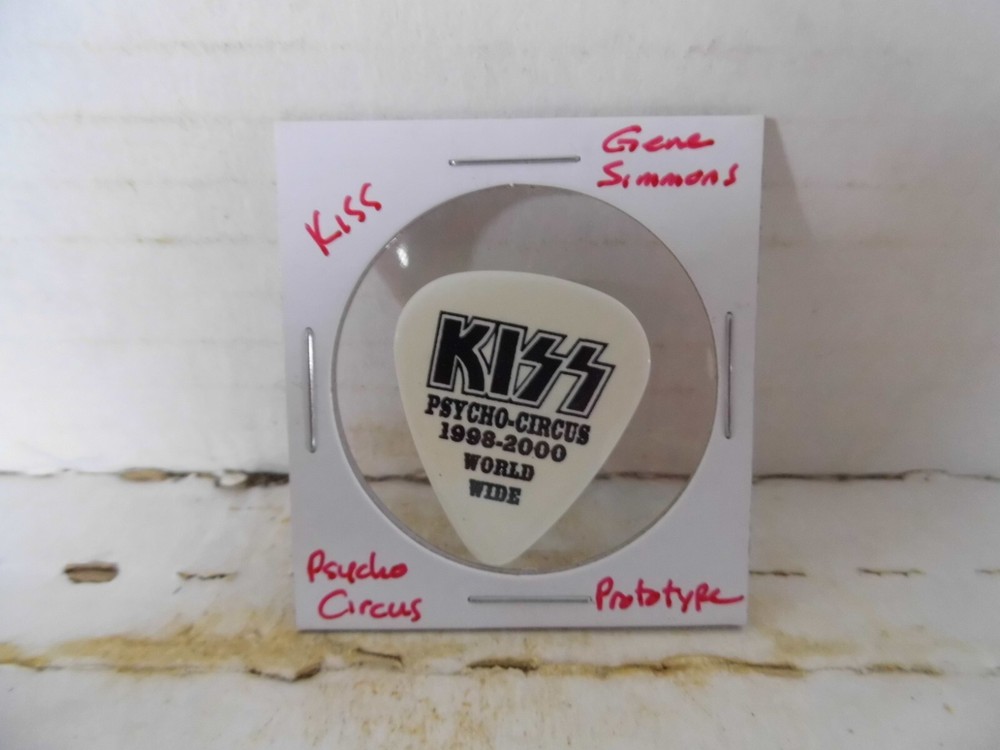 Gene
Simmons
Kiss
KISS
PSYCHO-CIRCUS
1998-2000
WORLD
WIDE
Psycho
Circus
Prototype